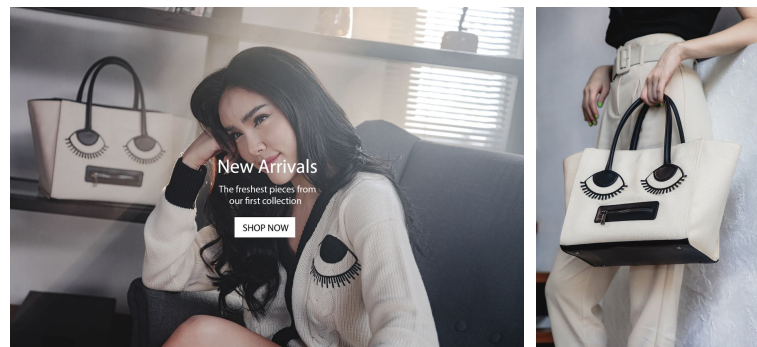 New Arrivals
The freshest pieces from
our first collection
SHOP NOW